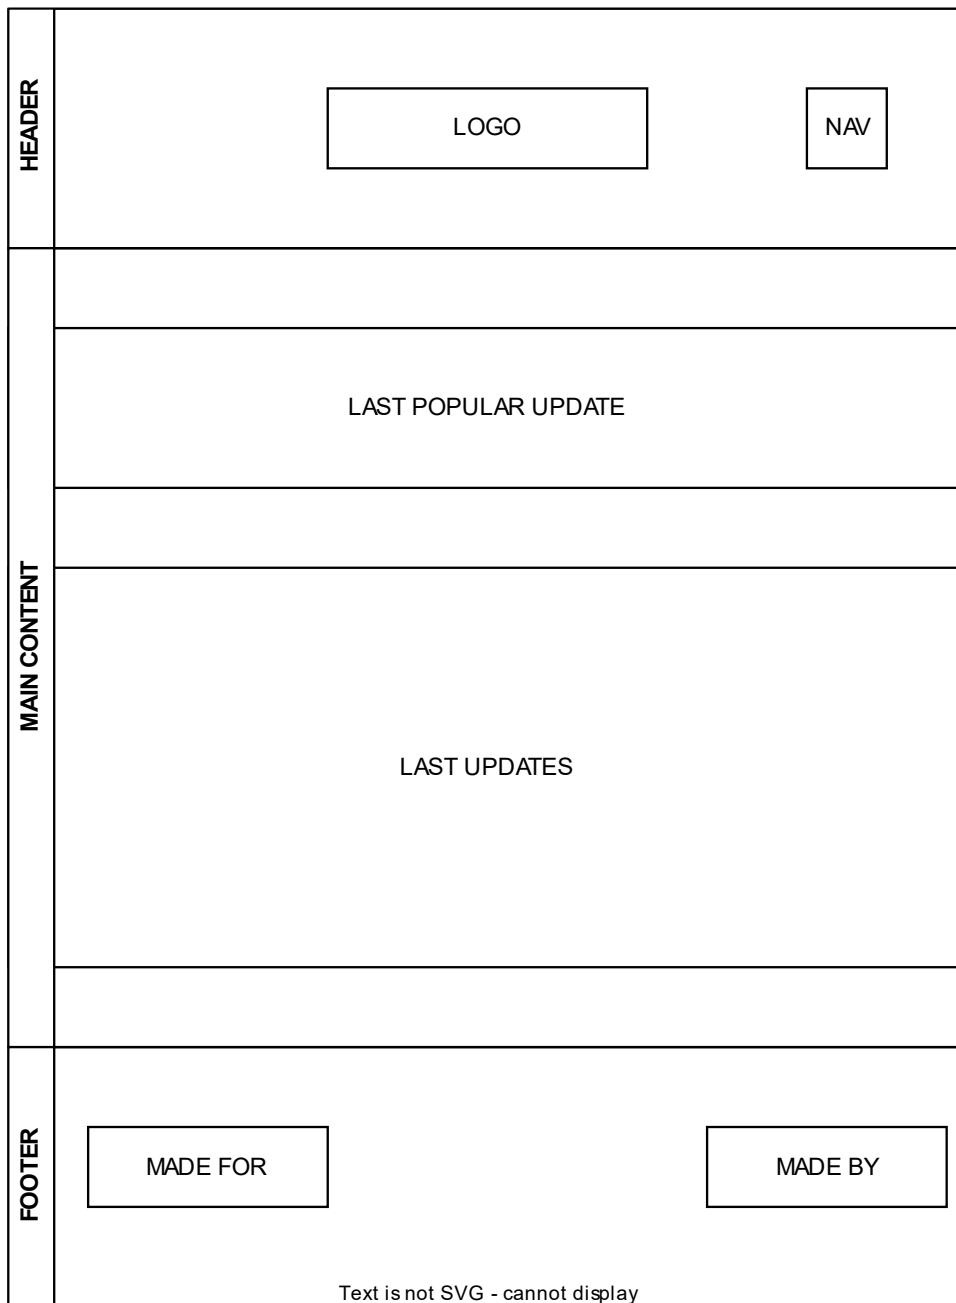 HEADER
LOGO
NAV
MAIN CONTENT
LAST POPULAR UPDATE
LAST UPDATES
FOOTER
MADE FOR
MADE BY
Text is not SVG - cannot display